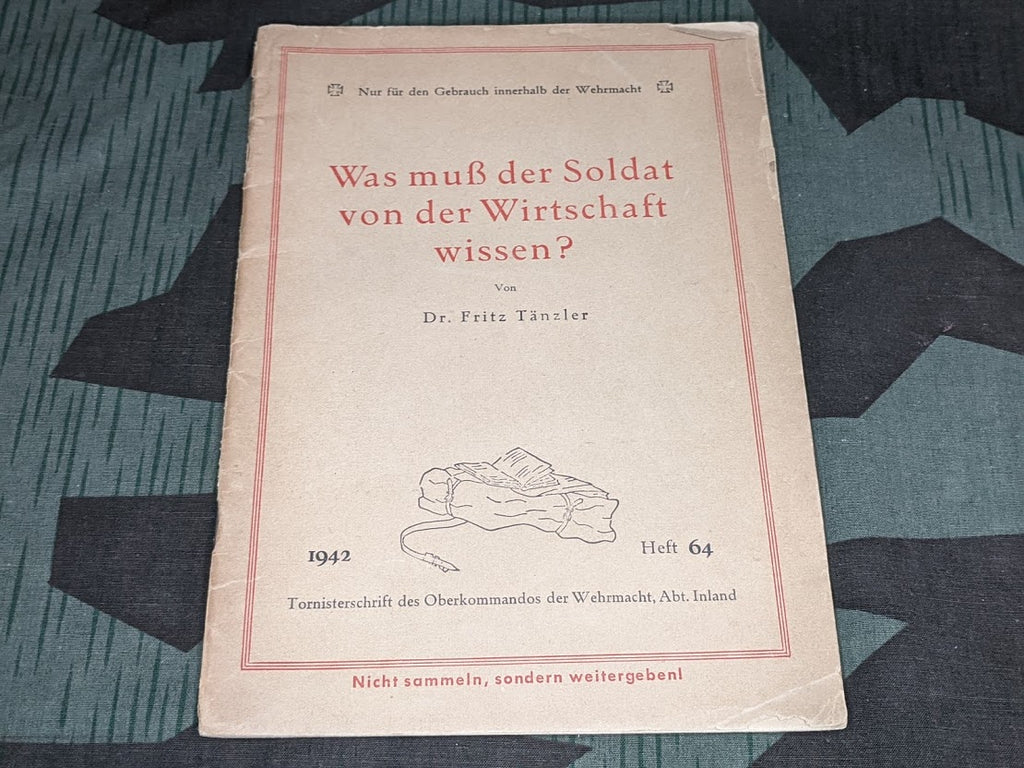 Nur für den Gebrauch innerhalb der Wehrmacht
Was muß der Soldat
von der Wirtschaft
wissen?
Von
Dr. Fritz Tänzler
1942
Heft 64
Tornisterschrift des Oberkommandos der Wehrmacht, Abt. Inland
Nicht sammeln, sondern weitergeben!